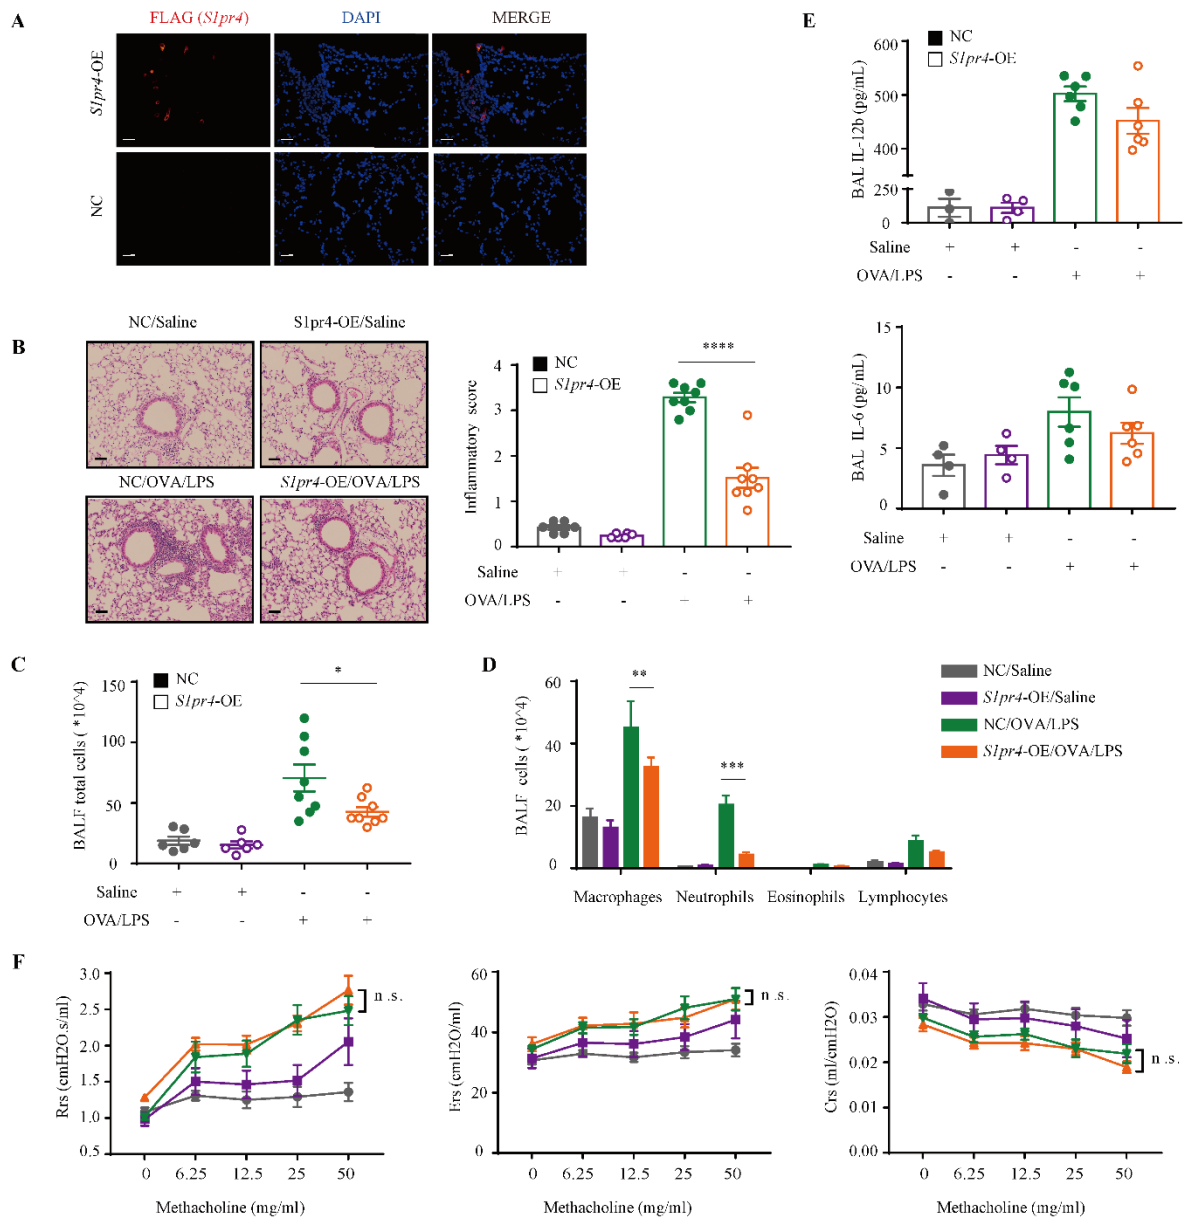 A
FLAG (S1pr4) DAPI MERGE
S1pr4-OE
NC
B
NC/Saline S1pr4-OE/Saline
NC/OVA/LPS S1pr4-OE/OVA/LPS
Inflammatory score
4
3
2
1
0
NC
S1pr4-OE
****
Saline + + - -
OVA/LPS - - + +
C
BALF total cells ( *10^4)
150
100
50
0
NC
S1pr4-OE
*
Saline + + - -
OVA/LPS - - + +
D
BALF cells ( *10^4)
60
40
20
0
**
***
Macrophages Neutrophils Eosinophils Lymphocytes
NC/Saline
S1pr4-OE/Saline
NC/OVA/LPS
S1pr4-OE/OVA/LPS
E
BAL IL-12b (pg/mL)
600
500
400
250
0
NC
S1pr4-OE
Saline + + - -
OVA/LPS - - + +
BAL IL-6 (pg/mL)
15
10
5
0
Saline + + - -
OVA/LPS - - + +
F
Rrs (cmH2O.s/ml)
3.0
2.5
2.0
1.5
1.0
0.5
n .s.
0 6.25 12.5 25 50
Methacholine (mg/ml)
Ers (cmH2O/ml)
60
40
20
0
n .s.
0 6.25 12.5 25 50
Methacholine (mg/ml)
Crs (ml/cmH2O)
0.04
0.03
0.02
0.01
0.00
n .s.
0 6.25 12.5 25 50
Methacholine (mg/ml)